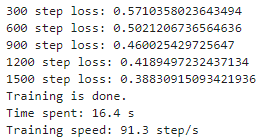 300 step loss: 0.5710358023643494
600 step loss: 0.5021206736564636
900 step loss: 0.460025429725647
1200 step loss: 0.4189497232437134
1500 step loss: 0.38830915093421936
Training is done.
Time spent: 16.4 s
Training speed: 91.3 step/s